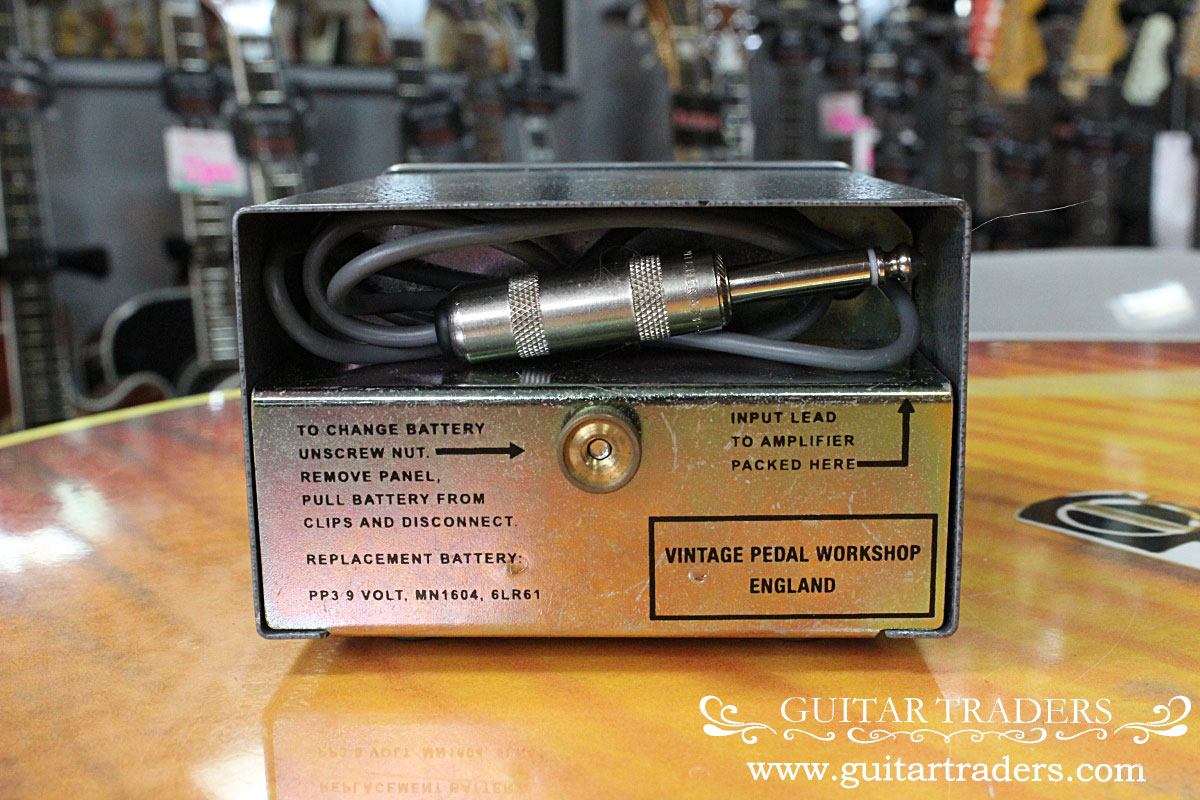 TO CHANGE BATTERY
UNSCREW NUT.
REMOVE PANEL,
PULL BATTERY FROM
CLIPS AND DISCONNECT.
REPLACEMENT BATTERY:
PP3 9 VOLT, MN1604, 6LR61
INPUT LEAD
TO AMPLIFIER
PACKED HERE
VINTAGE PEDAL WORKSHOP
ENGLAND
GUITAR TRADERS
www.guitartraders.com